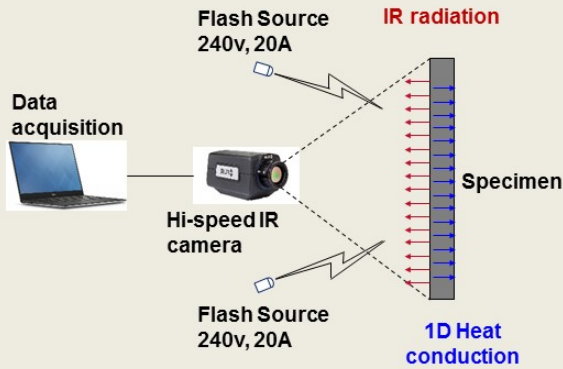 Flash Source
240v, 20A
IR radiation
Data
acquisition
Specimen
Hi-speed IR
camera
Flash Source
240v, 20A
1D Heat
conduction